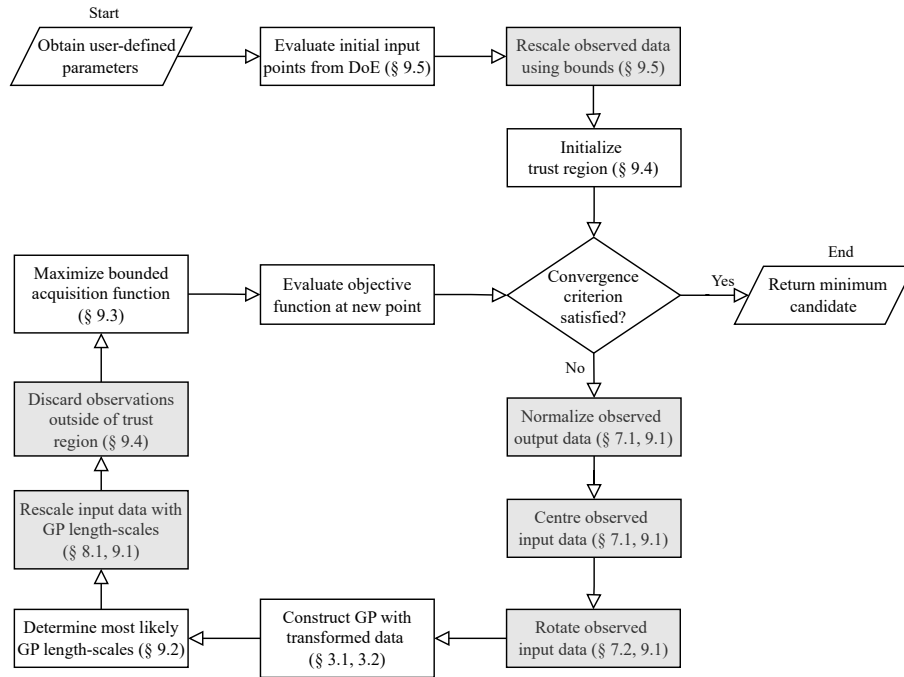 Start
Obtain user-defined
parameters
Evaluate initial input
points from DoE (§ 9.5)
Rescale observed data
using bounds (§ 9.5)
Initialize
trust region (§ 9.4)
Convergence
criterion
satisfied?
Yes
End
Return minimum
candidate
No
Normalize observed
output data (§ 7.1, 9.1)
Centre observed
input data (§ 7.1, 9.1)
Rotate observed
input data (§ 7.2, 9.1)
Construct GP with
transformed data
(§ 3.1, 3.2)
Determine most likely
GP length-scales (§ 9.2)
Rescale input data with
GP length-scales
(§ 8.1, 9.1)
Discard observations
outside of trust
region (§ 9.4)
Maximize bounded
acquisition function
(§ 9.3)
Evaluate objective
function at new point